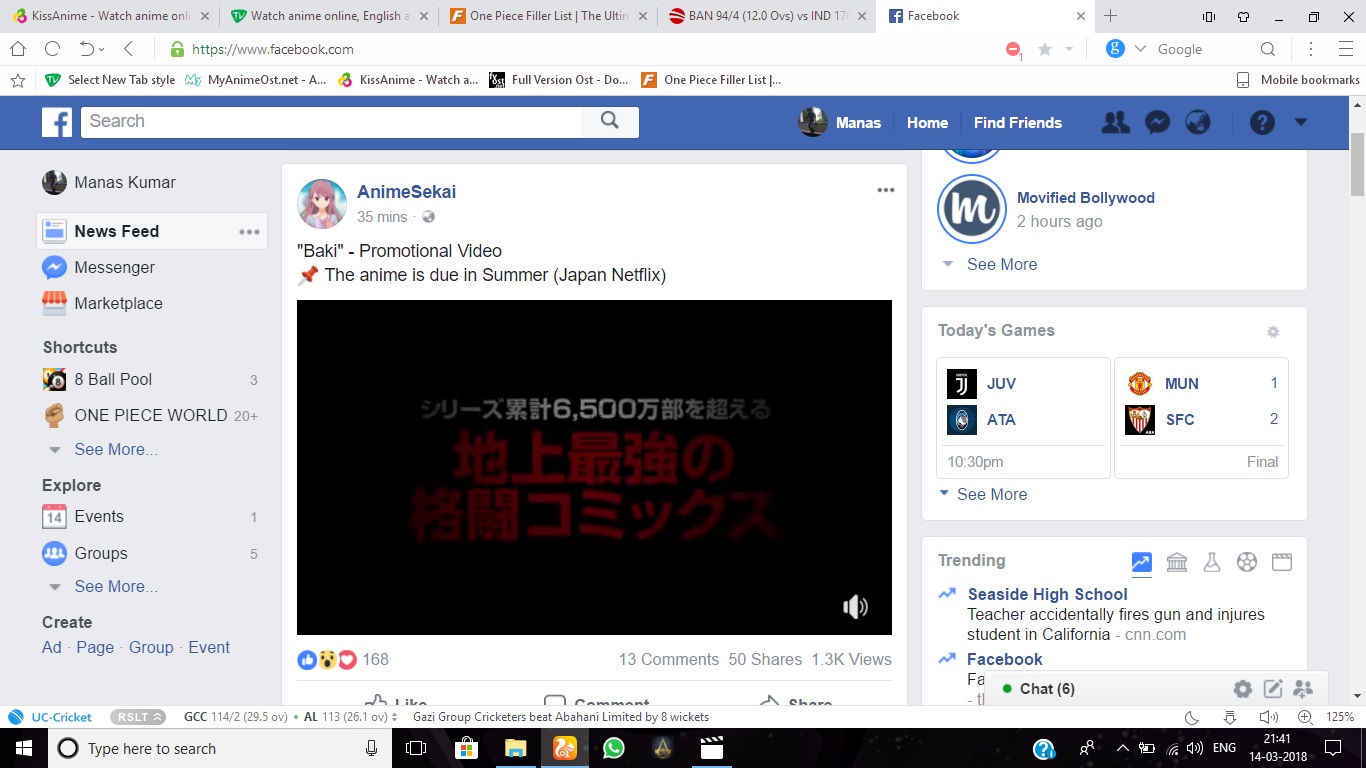 KissAnime - Watch anime onli
Watch anime online, English a
One Piece Filler List | The Ultim
BAN 94/4 (12.0 Ovs) vs IND 176
Facebook
https://www.facebook.com
1
Google
Select New Tab style
MyAnimeOst.net - A...
KissAnime - Watch a...
Full Version Ost - Do...
One Piece Filler List |...
Mobile bookmarks
Search
Manas
Home
Find Friends
Manas Kumar
News Feed
Messenger
Marketplace
Shortcuts
8 Ball Pool 3
ONE PIECE WORLD 20+
See More...
Explore
14 Events 1
Groups 5
See More...
Create
Ad · Page · Group · Event
AnimeSekai
35 mins ·
"Baki" - Promotional Video
The anime is due in Summer (Japan Netflix)
シリーズ累計6,500万部を超える
地上最強の
格闘コミックス
168
13 Comments 50 Shares 1.3K Views
Like Comment Share
Movified Bollywood
2 hours ago
See More
Today's Games
JUV
ATA
10:30pm
MUN 1
SFC 2
Final
See More
Trending
Seaside High School
Teacher accidentally fires gun and injures
student in California - cnn.com
Facebook
Chat (6)
UC-Cricket
RSLT
GCC 114/2 (29.5 ov) • AL 113 (26.1 ov)
Gazi Group Cricketers beat Abahani Limited by 8 wickets
125%
Type here to search
ENG
21:41
14-03-2018